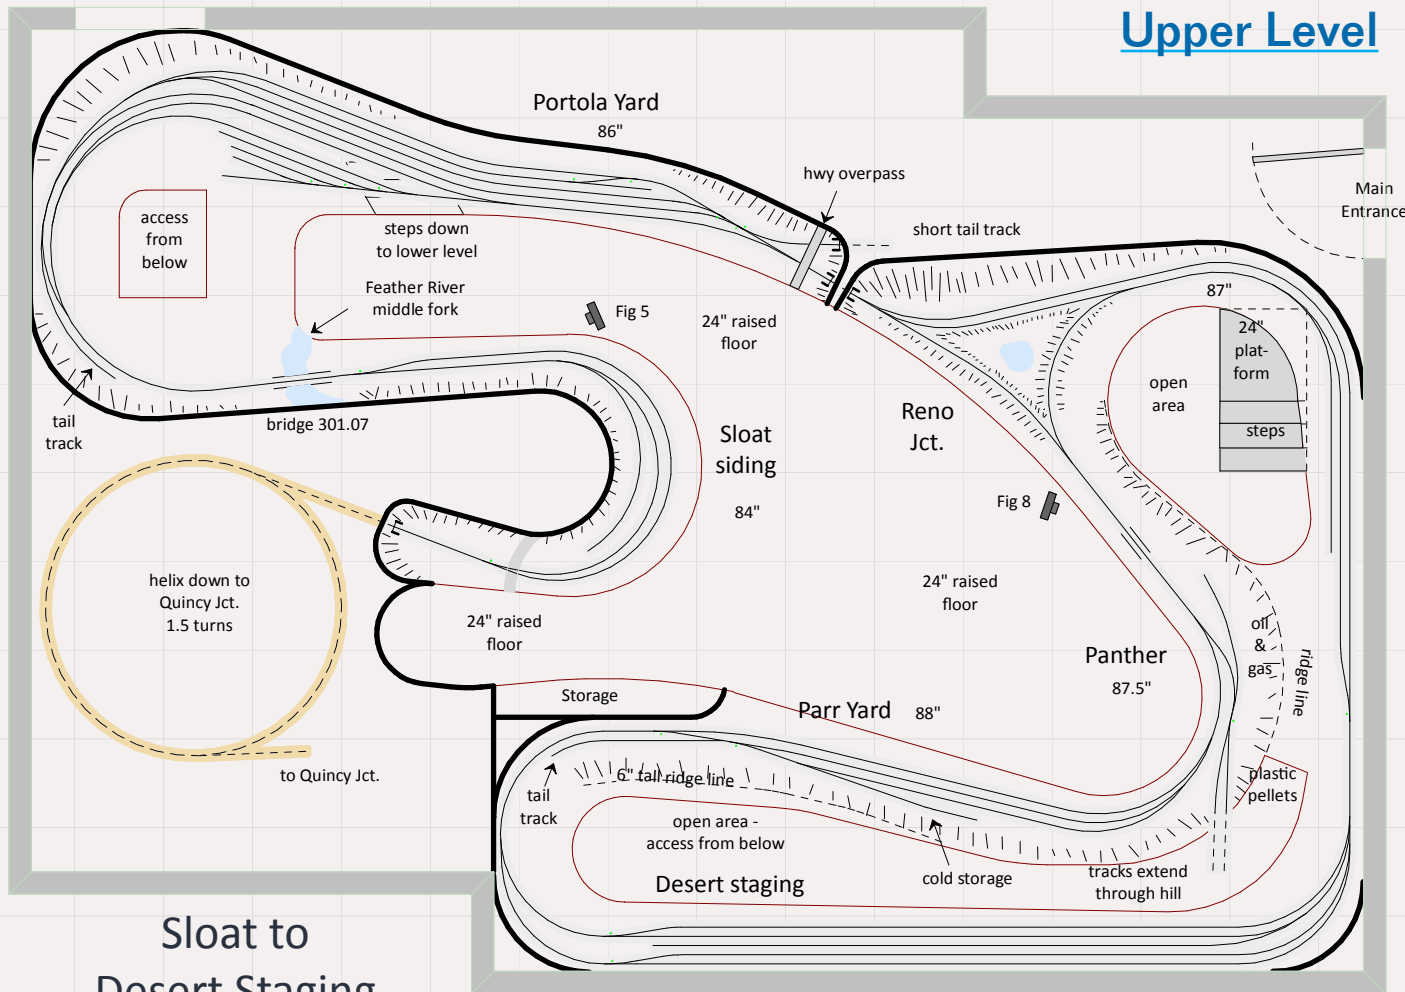 Upper Level
Portola Yard
86"
hwy overpass
Main
Entrance
access
from
below
steps down
to lower level
short tail track
Feather River
middle fork
Fig 5
24" raised
floor
87"
24"
plat-
form
open
area
steps
tail
track
bridge 301.07
Reno
Jct.
Sloat
siding
84"
Fig 8
helix down to
Quincy Jct.
1.5 turns
24" raised
floor
24" raised
floor
oil
&
gas
ridge line
Panther
87.5"
Storage
Parr Yard 88"
to Quincy Jct.
6" tall ridge line
plastic
pellets
tail
track
open area -
access from below
cold storage
tracks extend
through hill
Desert staging
Sloat to
Desert Staging